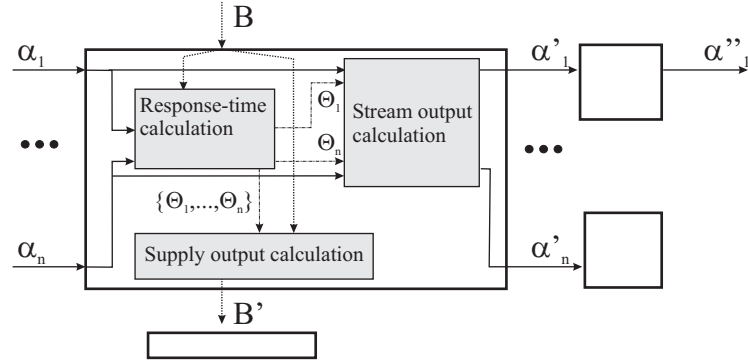 B
α₁
α'₁
α''₁
Response-time
calculation
Θ₁
Stream output
calculation
Θₙ
{Θ₁,...,Θₙ}
αₙ
Supply output calculation
α'ₙ
B'